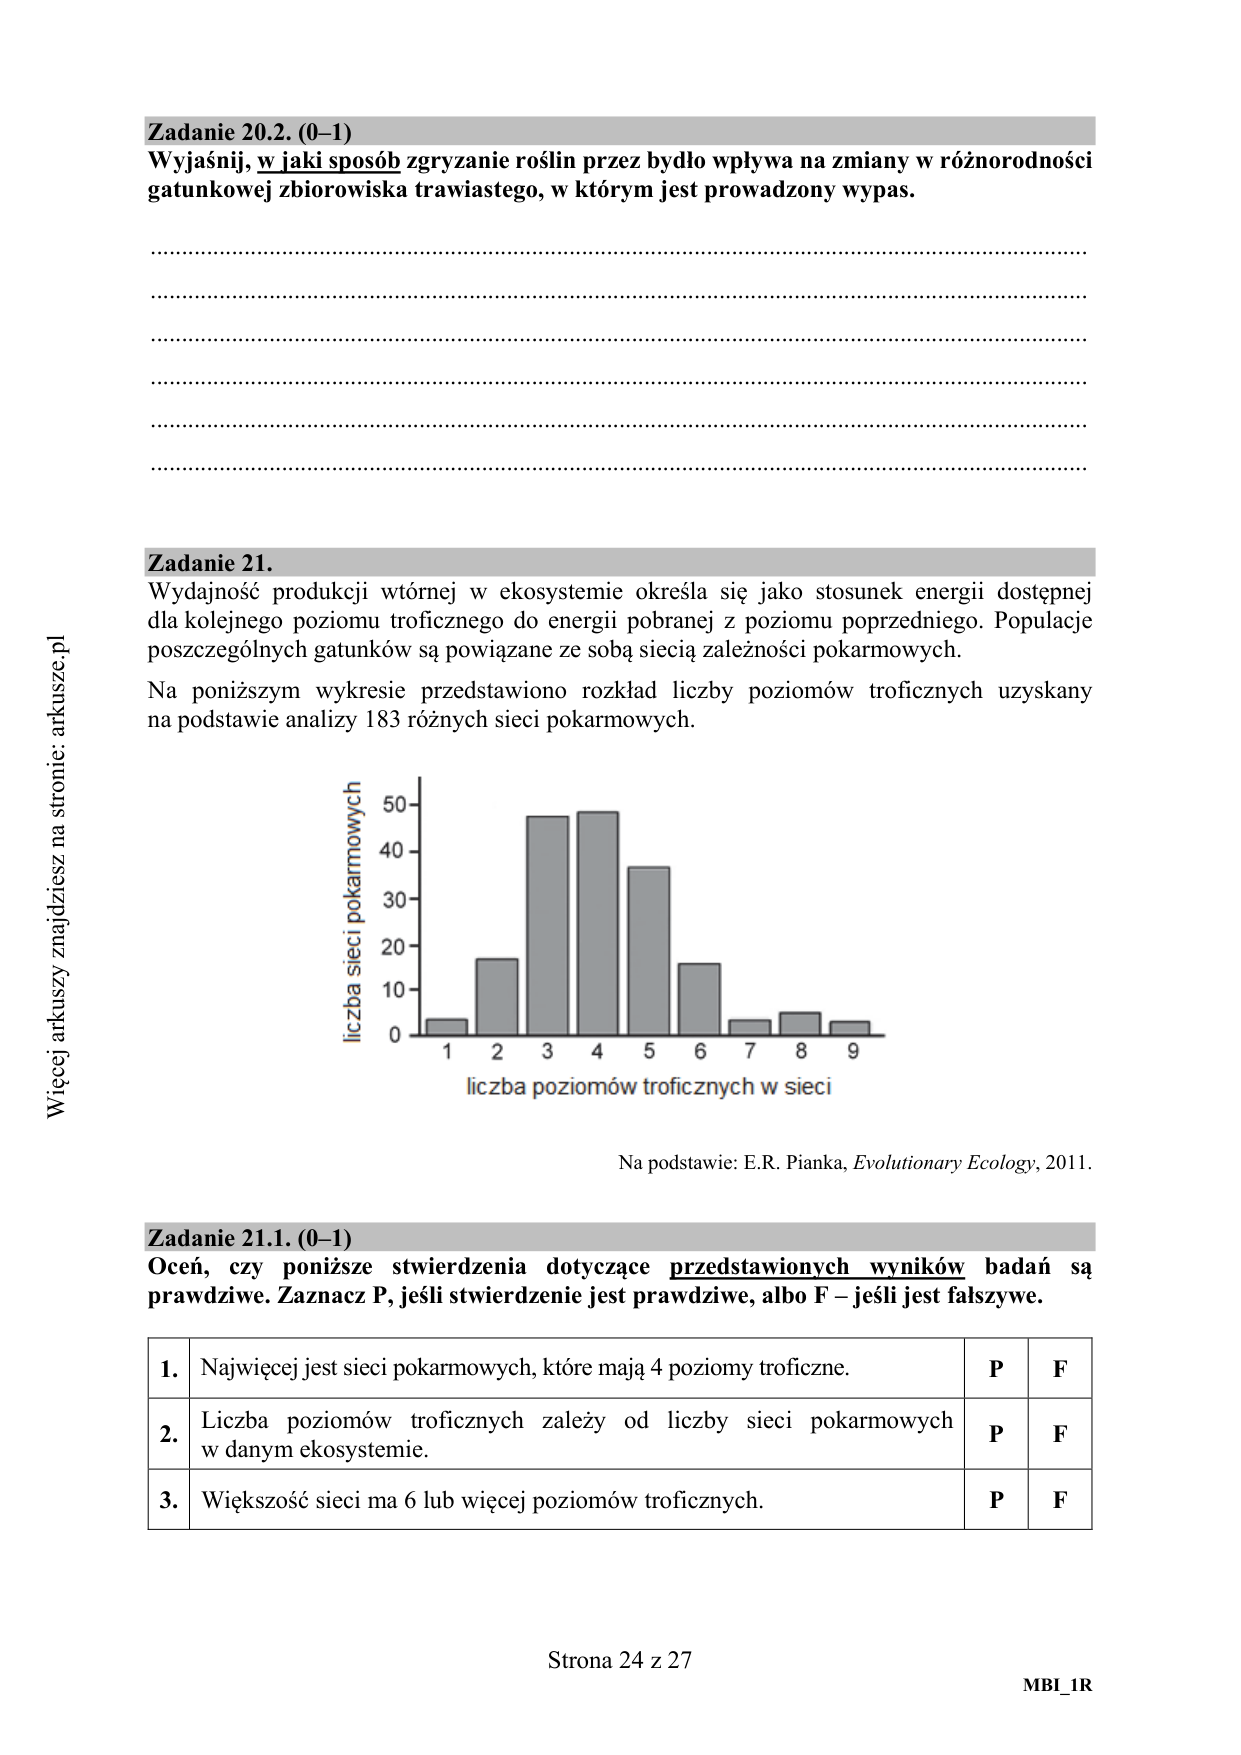 Zadanie 20.2. (0–1)
Wyjaśnij, w jaki sposób zgryzanie roślin przez bydło wpływa na zmiany w różnorodności
gatunkowej zbiorowiska trawiastego, w którym jest prowadzony wypas.
Zadanie 21.
Wydajność produkcji wtórnej w ekosystemie określa się jako stosunek energii dostępnej
dla kolejnego poziomu troficznego do energii pobranej z poziomu poprzedniego. Populacje
poszczególnych gatunków są powiązane ze sobą siecią zależności pokarmowych.
Na poniższym wykresie przedstawiono rozkład liczby poziomów troficznych uzyskany
na podstawie analizy 183 różnych sieci pokarmowych.
liczba sieci pokarmowych
50
40
30
20
10
0
1 2 3 4 5 6 7 8 9
liczba poziomów troficznych w sieci
Na podstawie: E.R. Pianka, Evolutionary Ecology, 2011.
Zadanie 21.1. (0–1)
Oceń, czy poniższe stwierdzenia dotyczące przedstawionych wyników badań są
prawdziwe. Zaznacz P, jeśli stwierdzenie jest prawdziwe, albo F – jeśli jest fałszywe.
1. Najwięcej jest sieci pokarmowych, które mają 4 poziomy troficzne. P F
2. Liczba poziomów troficznych zależy od liczby sieci pokarmowych
w danym ekosystemie. P F
3. Większość sieci ma 6 lub więcej poziomów troficznych. P F
Strona 24 z 27
MBI_1R
Więcej arkuszy znajdziesz na stronie: arkusze.pl